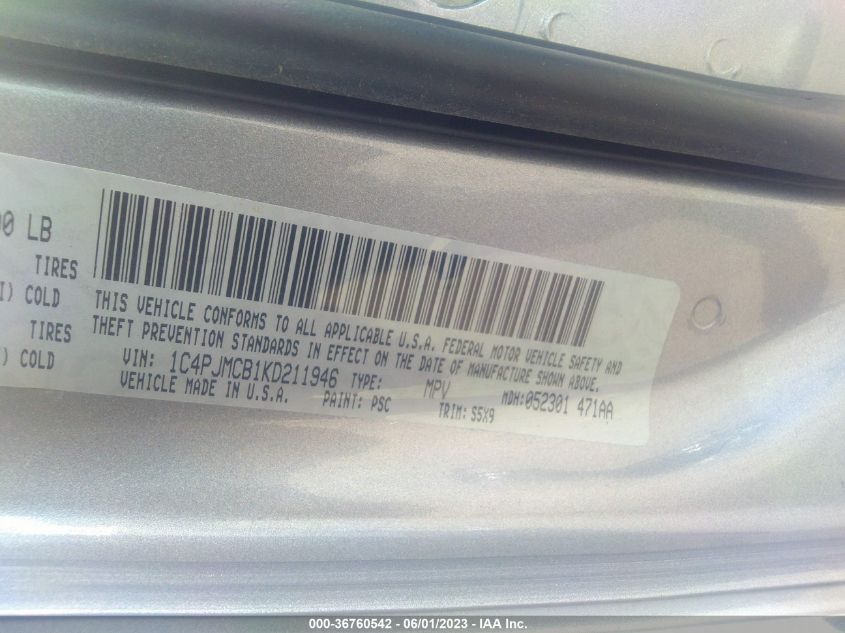 00 LB
TIRES
I) COLD
TIRES
COLD
THIS VEHICLE CONFORMS TO ALL APPLICABLE U.S.A. FEDERAL MOTOR VEHICLE SAFETY AND
THEFT PREVENTION STANDARDS IN EFFECT ON THE DATE OF MANUFACTURE SHOWN ABOVE.
VIN: 1C4PJMCB1KD211946 TYPE: MPV MDH:052301 471AA
VEHICLE MADE IN U.S.A. PAINT: PSC TRIM: S5X9
000-36760542 - 06/01/2023 - IAA Inc.